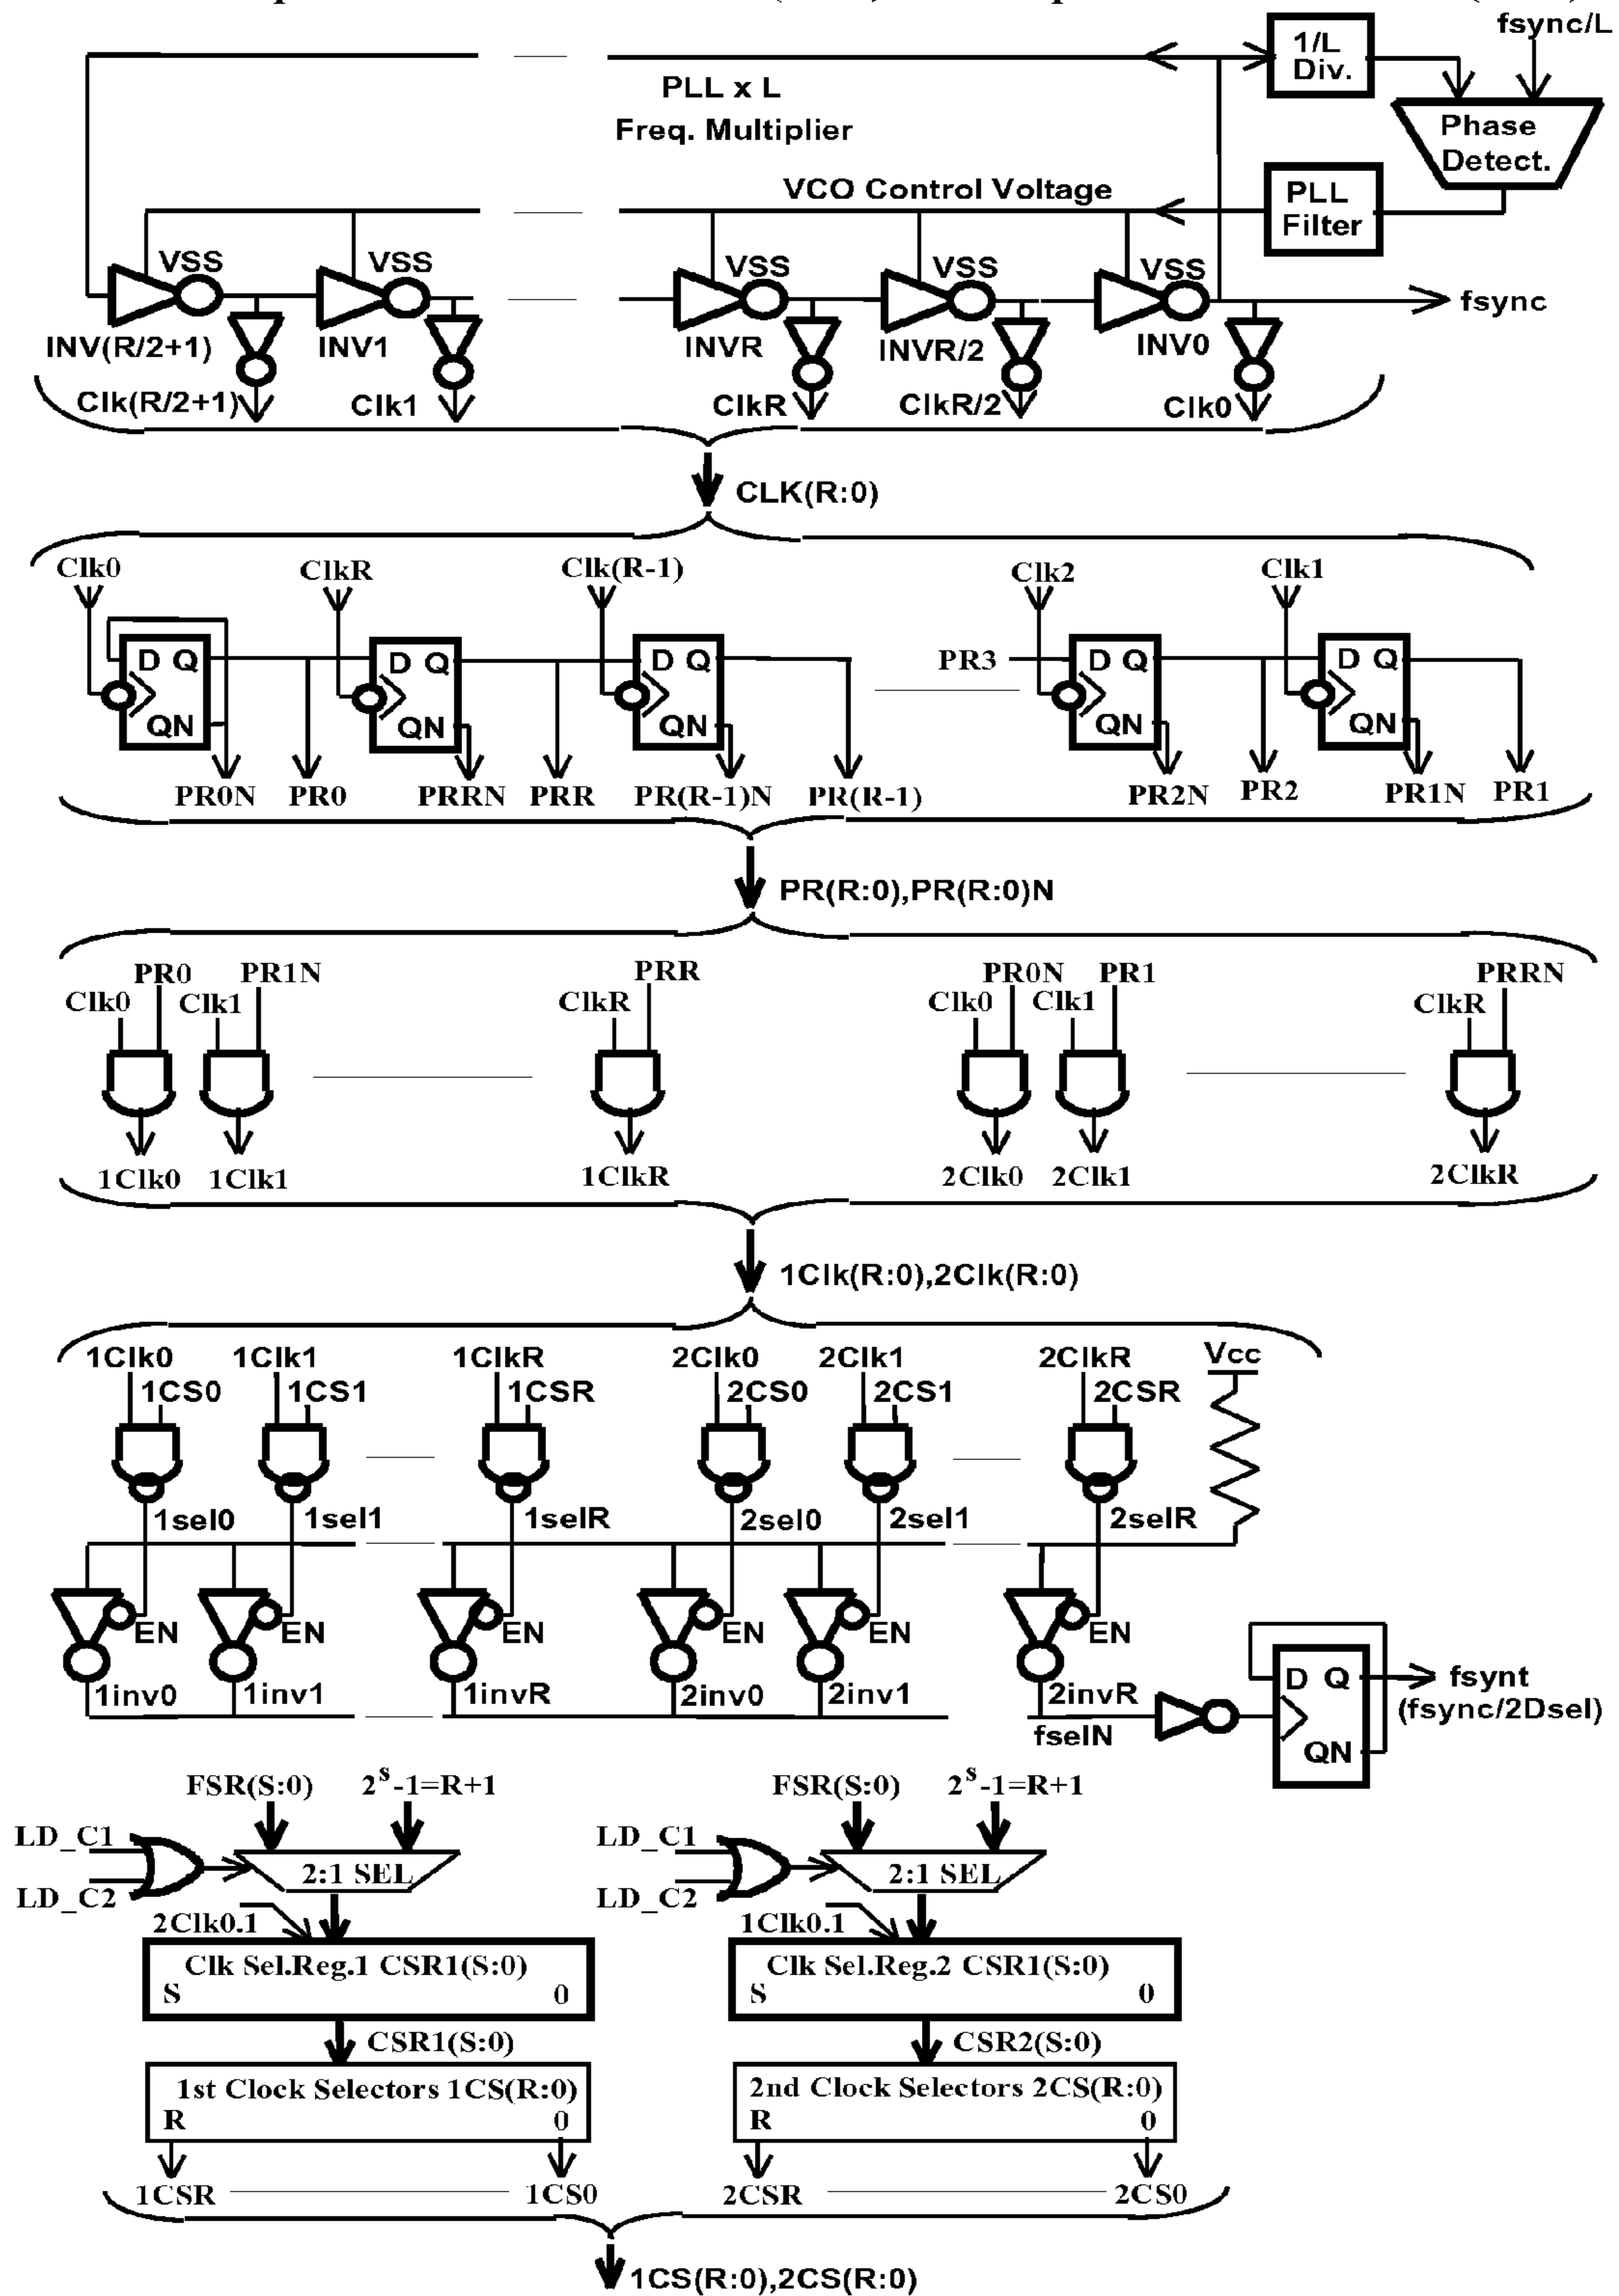 fsync/L
1/L
Div.
PLL x L
Freq. Multiplier
Phase
Detect.
VCO Control Voltage
PLL
Filter
VSS VSS VSS VSS VSS
fsync
INV(R/2+1) INV1 INVR INVR/2 INV0
Clk(R/2+1) Clk1 ClkR ClkR/2 Clk0
CLK(R:0)
Clk0 ClkR Clk(R-1) Clk2 Clk1
D Q D Q D Q PR3 D Q D Q
QN QN QN QN QN
PR0N PR0 PRRN PRR PR(R-1)N PR(R-1) PR2N PR2 PR1N PR1
PR(R:0),PR(R:0)N
PR0 PR1N PRR PR0N PR1 PRRN
Clk0 Clk1 ClkR Clk0 Clk1 ClkR
1Clk0 1Clk1 1ClkR 2Clk0 2Clk1 2ClkR
1Clk(R:0),2Clk(R:0)
1Clk0 1Clk1 1ClkR 2Clk0 2Clk1 2ClkR Vcc
1CS0 1CS1 1CSR 2CS0 2CS1 2CSR
1sel0 1sel1 1selR 2sel0 2sel1 2selR
EN EN EN EN EN EN
1inv0 1inv1 1invR 2inv0 2inv1 2invR
D Q fsynt
(fsync/2Dsel)
fselN
QN
FSR(S:0) 2^s-1=R+1 FSR(S:0) 2^s-1=R+1
LD_C1 LD_C1
2:1 SEL 2:1 SEL
LD_C2 LD_C2
2Clk0.1 1Clk0.1
Clk Sel.Reg.1 CSR1(S:0) Clk Sel.Reg.2 CSR1(S:0)
S 0 S 0
CSR1(S:0) CSR2(S:0)
1st Clock Selectors 1CS(R:0) 2nd Clock Selectors 2CS(R:0)
R 0 R 0
1CSR 1CS0 2CSR 2CS0
1CS(R:0),2CS(R:0)